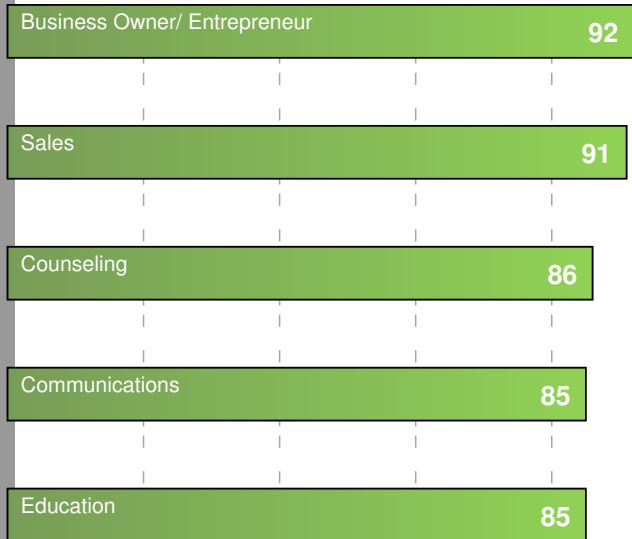 Business Owner/ Entrepreneur 92
Sales 91
Counseling 86
Communications 85
Education 85